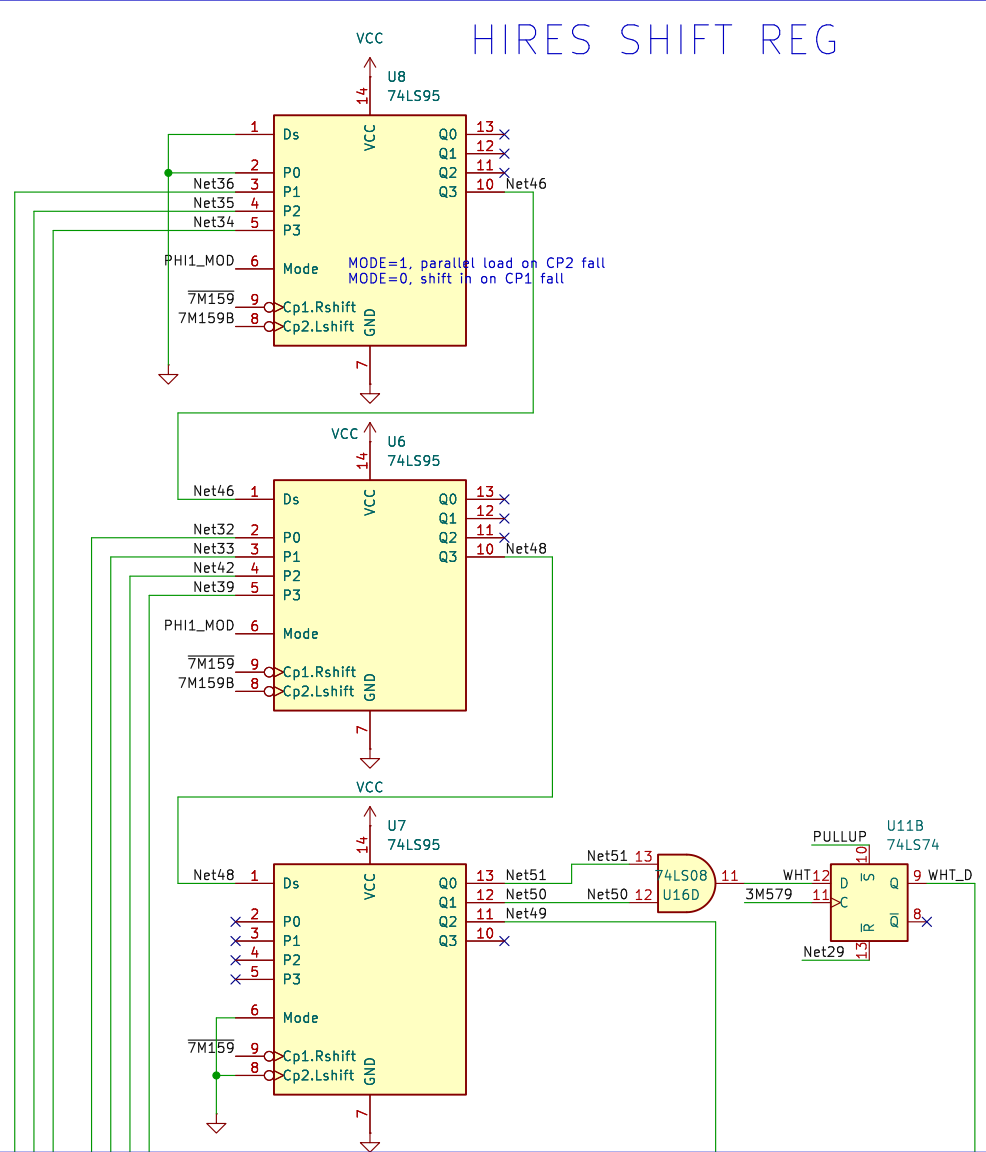 HIRES SHIFT REG
VCC
U8
74LS95
14
VCC
1 Ds Q0 13
Q1 12
2 P0 Q2 11
Net36 3 P1 Q3 10 Net46
Net35 4 P2
Net34 5 P3
PHI1_MOD 6 Mode
MODE=1, parallel load on CP2 fall
MODE=0, shift in on CP1 fall
7M159 9 Cp1.Rshift
7M159B 8 Cp2.Lshift
GND
7
VCC
U6
74LS95
14
VCC
Net46 1 Ds Q0 13
Q1 12
Net32 2 P0 Q2 11
Net33 3 P1 Q3 10 Net48
Net42 4 P2
Net39 5 P3
PHI1_MOD 6 Mode
7M159 9 Cp1.Rshift
7M159B 8 Cp2.Lshift
GND
7
VCC
U7
74LS95
14
VCC
Net48 1 Ds Q0 13 Net51
Q1 12 Net50
2 P0 Q2 11 Net49
3 P1 Q3 10
4 P2
5 P3
6 Mode
7M159 9 Cp1.Rshift
8 Cp2.Lshift
GND
7
Net51 13
74LS08 11
Net50 12 U16D
U11B
74LS74
PULLUP 10
S
WHT 12 D Q 9 WHT_D
3M579 11 C
Q 8
R
Net29 13